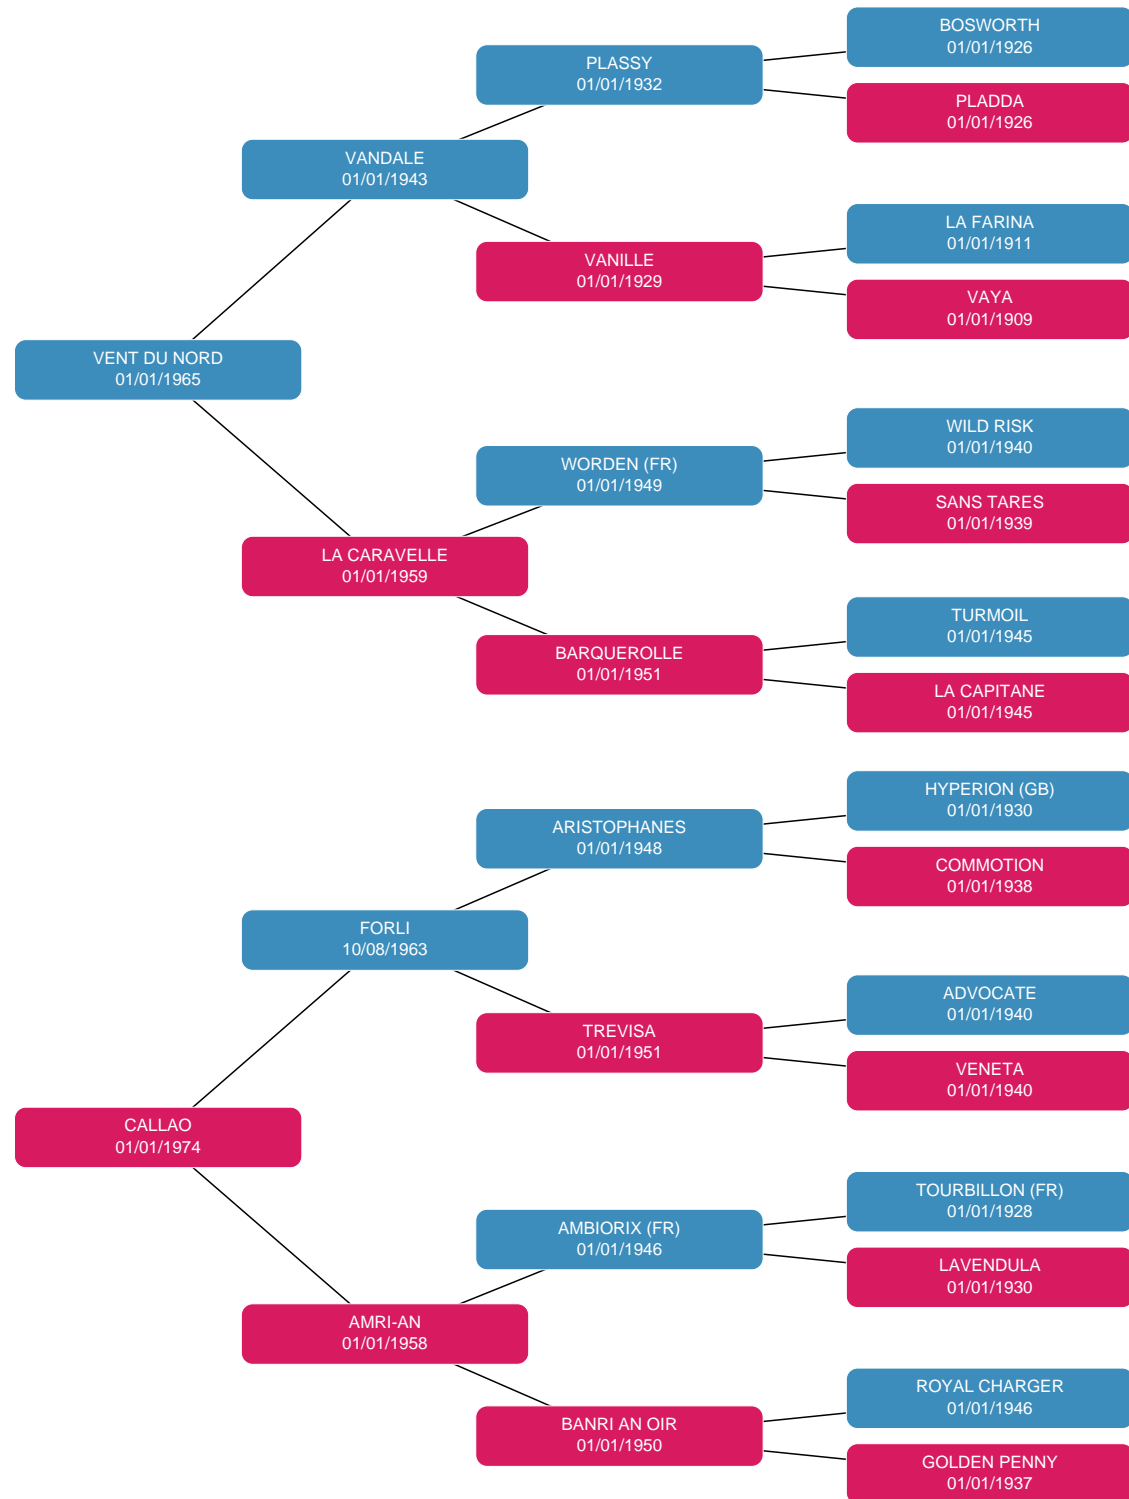 BOSWORTH
01/01/1926
PLASSY
01/01/1932
PLADDA
01/01/1926
VANDALE
01/01/1943
LA FARINA
01/01/1911
VANILLE
01/01/1929
VAYA
01/01/1909
VENT DU NORD
01/01/1965
WILD RISK
01/01/1940
WORDEN (FR)
01/01/1949
SANS TARES
01/01/1939
LA CARAVELLE
01/01/1959
TURMOIL
01/01/1945
BARQUEROLLE
01/01/1951
LA CAPITANE
01/01/1945
HYPERION (GB)
01/01/1930
ARISTOPHANES
01/01/1948
COMMOTION
01/01/1938
FORLI
10/08/1963
ADVOCATE
01/01/1940
TREVISA
01/01/1951
VENETA
01/01/1940
CALLAO
01/01/1974
TOURBILLON (FR)
01/01/1928
AMBIORIX (FR)
01/01/1946
LAVENDULA
01/01/1930
AMRI-AN
01/01/1958
ROYAL CHARGER
01/01/1946
BANRI AN OIR
01/01/1950
GOLDEN PENNY
01/01/1937